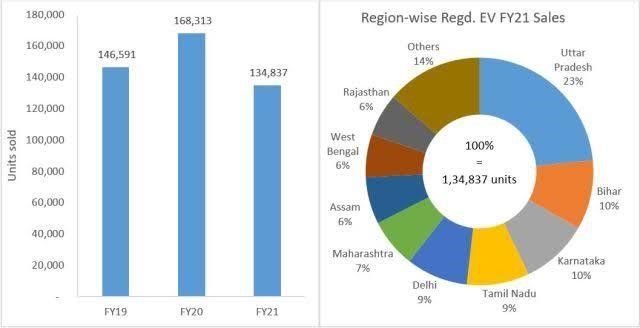 180,000
160,000
140,000
120,000
100,000
80,000
60,000
40,000
20,000
-
Units sold
146,591
168,313
134,837
FY19
FY20
FY21
Region-wise Regd. EV FY21 Sales
Others
14%
Uttar
Pradesh
23%
Rajasthan
6%
West
Bengal
6%
Bihar
10%
Assam
6%
Karnataka
10%
Maharashtra
7%
Delhi
9%
Tamil Nadu
9%
100%
=
1,34,837 units